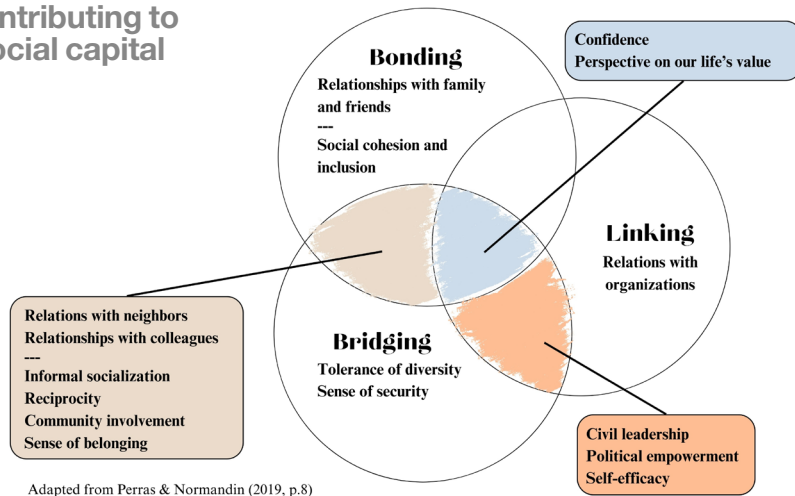 ntributing to
ocial capital
Bonding
Relationships with family
and friends
---
Social cohesion and
inclusion
Confidence
Perspective on our life's value
Linking
Relations with
organizations
Relations with neighbors
Relationships with colleagues
---
Informal socialization
Reciprocity
Community involvement
Sense of belonging
Bridging
Tolerance of diversity
Sense of security
Civil leadership
Political empowerment
Self-efficacy
Adapted from Perras & Normandin (2019, p.8)